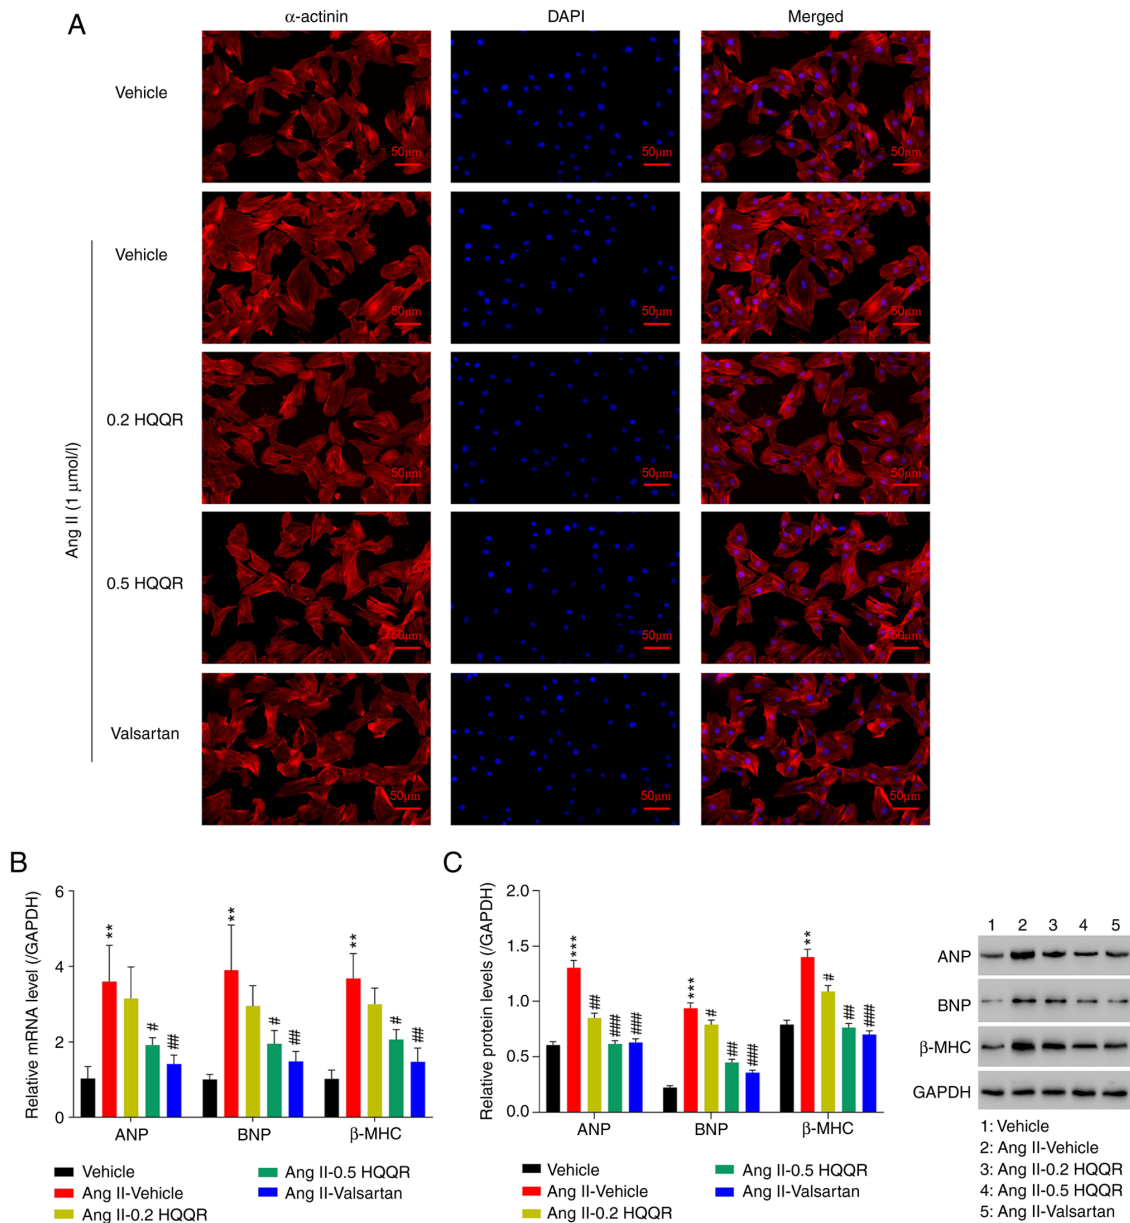 A
α-actinin DAPI Merged
Vehicle
50µm 50µm 50µm
Vehicle
50µm 50µm 50µm
0.2 HQQR
50µm 50µm 50µm
Ang II (1 µmol/l)
0.5 HQQR
50µm 50µm 50µm
Valsartan
50µm 50µm 50µm
B
Relative mRNA level (/GAPDH)
6
4
2
0
** ** **
# # #
## ## ##
ANP BNP β-MHC
Vehicle
Ang II-Vehicle
Ang II-0.2 HQQR
Ang II-0.5 HQQR
Ang II-Valsartan
C
Relative protein levels (/GAPDH)
2.0
1.5
1.0
0.5
0.0
*** ## ### ###
*** # ## ###
** # ## ###
ANP BNP β-MHC
Vehicle
Ang II-Vehicle
Ang II-0.2 HQQR
Ang II-0.5 HQQR
Ang II-Valsartan
1 2 3 4 5
ANP
BNP
β-MHC
GAPDH
1: Vehicle
2: Ang II-Vehicle
3: Ang II-0.2 HQQR
4: Ang II-0.5 HQQR
5: Ang II-Valsartan